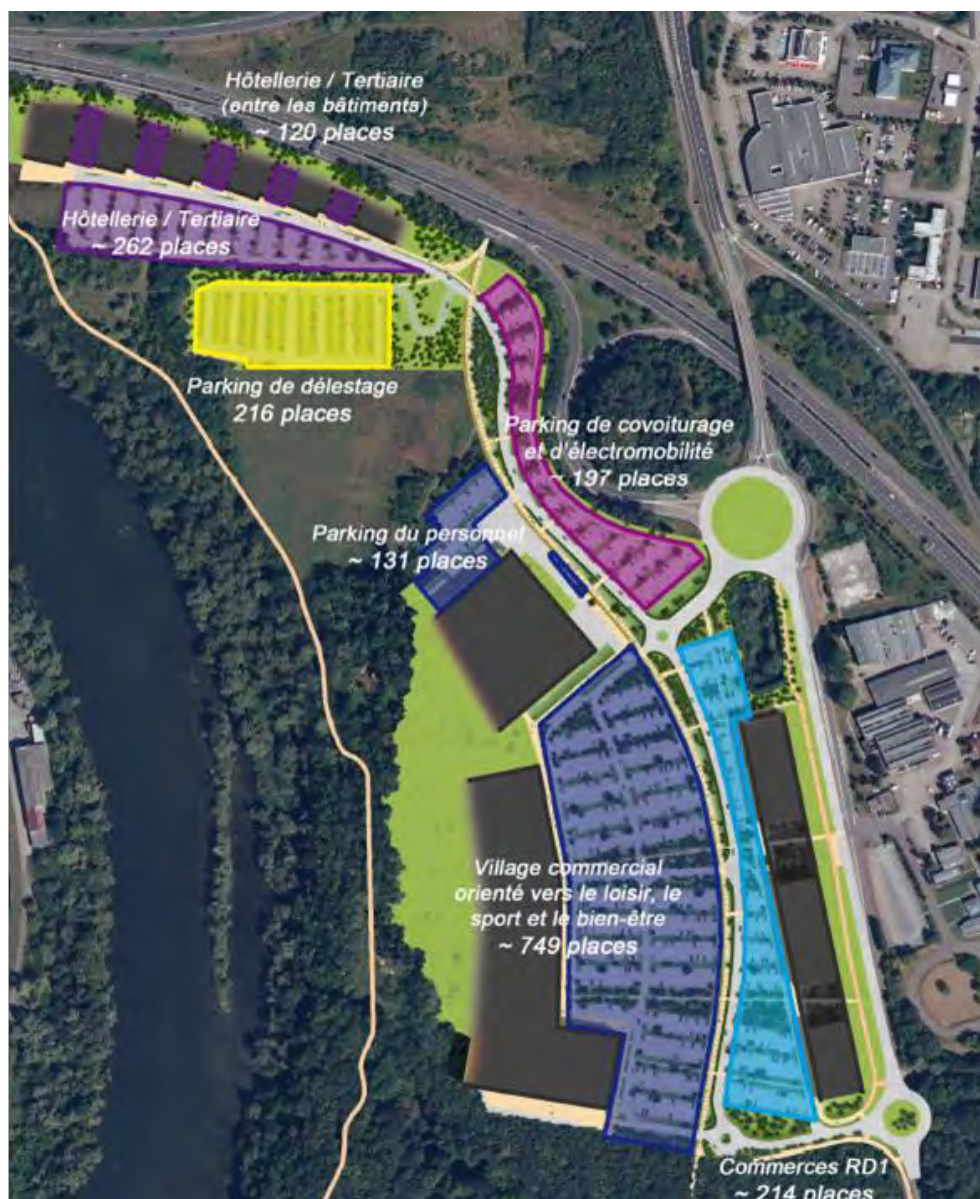 Hôtellerie / Tertiaire
(entre les bâtiments)
~ 120 places
Hôtellerie / Tertiaire
~ 262 places
Parking de délestage
216 places
Parking de covoiturage
et d'électromobilité
~ 197 places
Parking du personnel
~ 131 places
Village commercial
orienté vers le loisir, le
sport et le bien-être
~ 749 places
Commerces RD1
~ 214 places